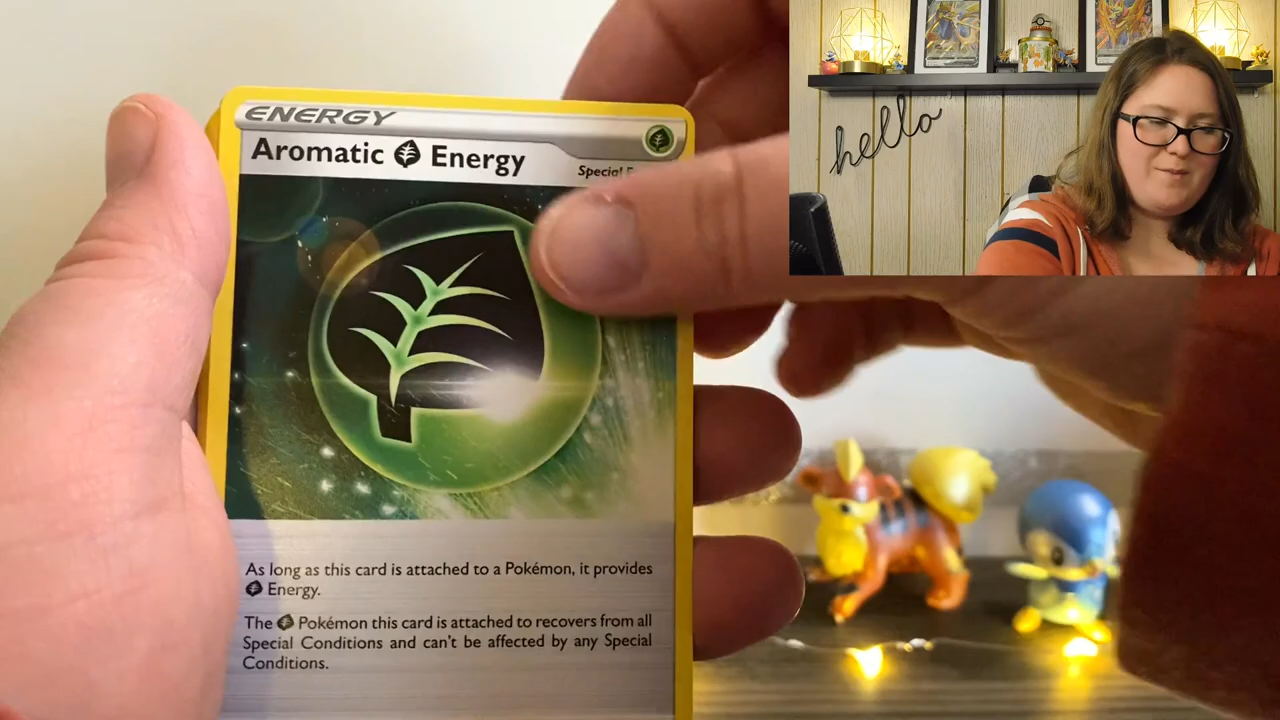 ENERGY
Aromatic Energy
Special
As long as this card is attached to a Pokémon, it provides
Energy.
The Pokémon this card is attached to recovers from all
Special Conditions and can't be affected by any Special
Conditions.
hello